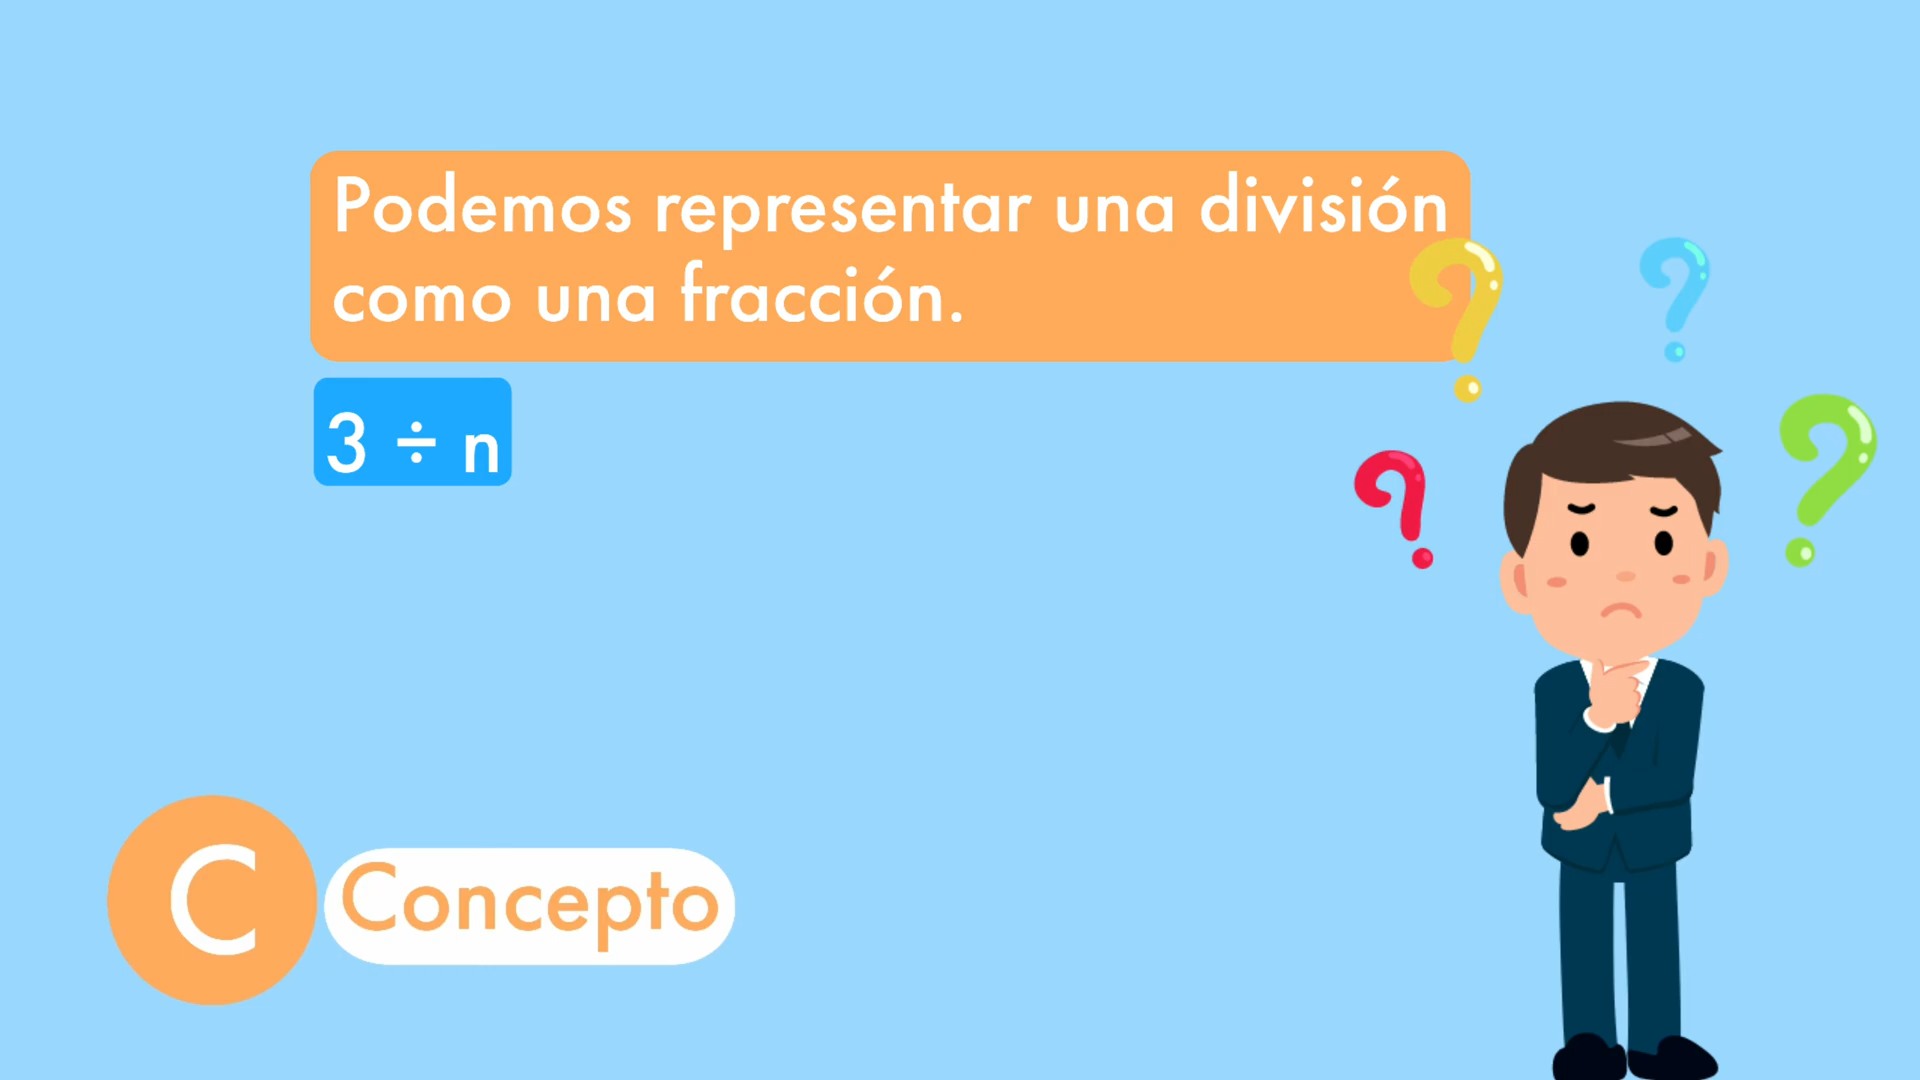 Podemos representar una división
como una fracción.
3 ÷ n
C
Concepto